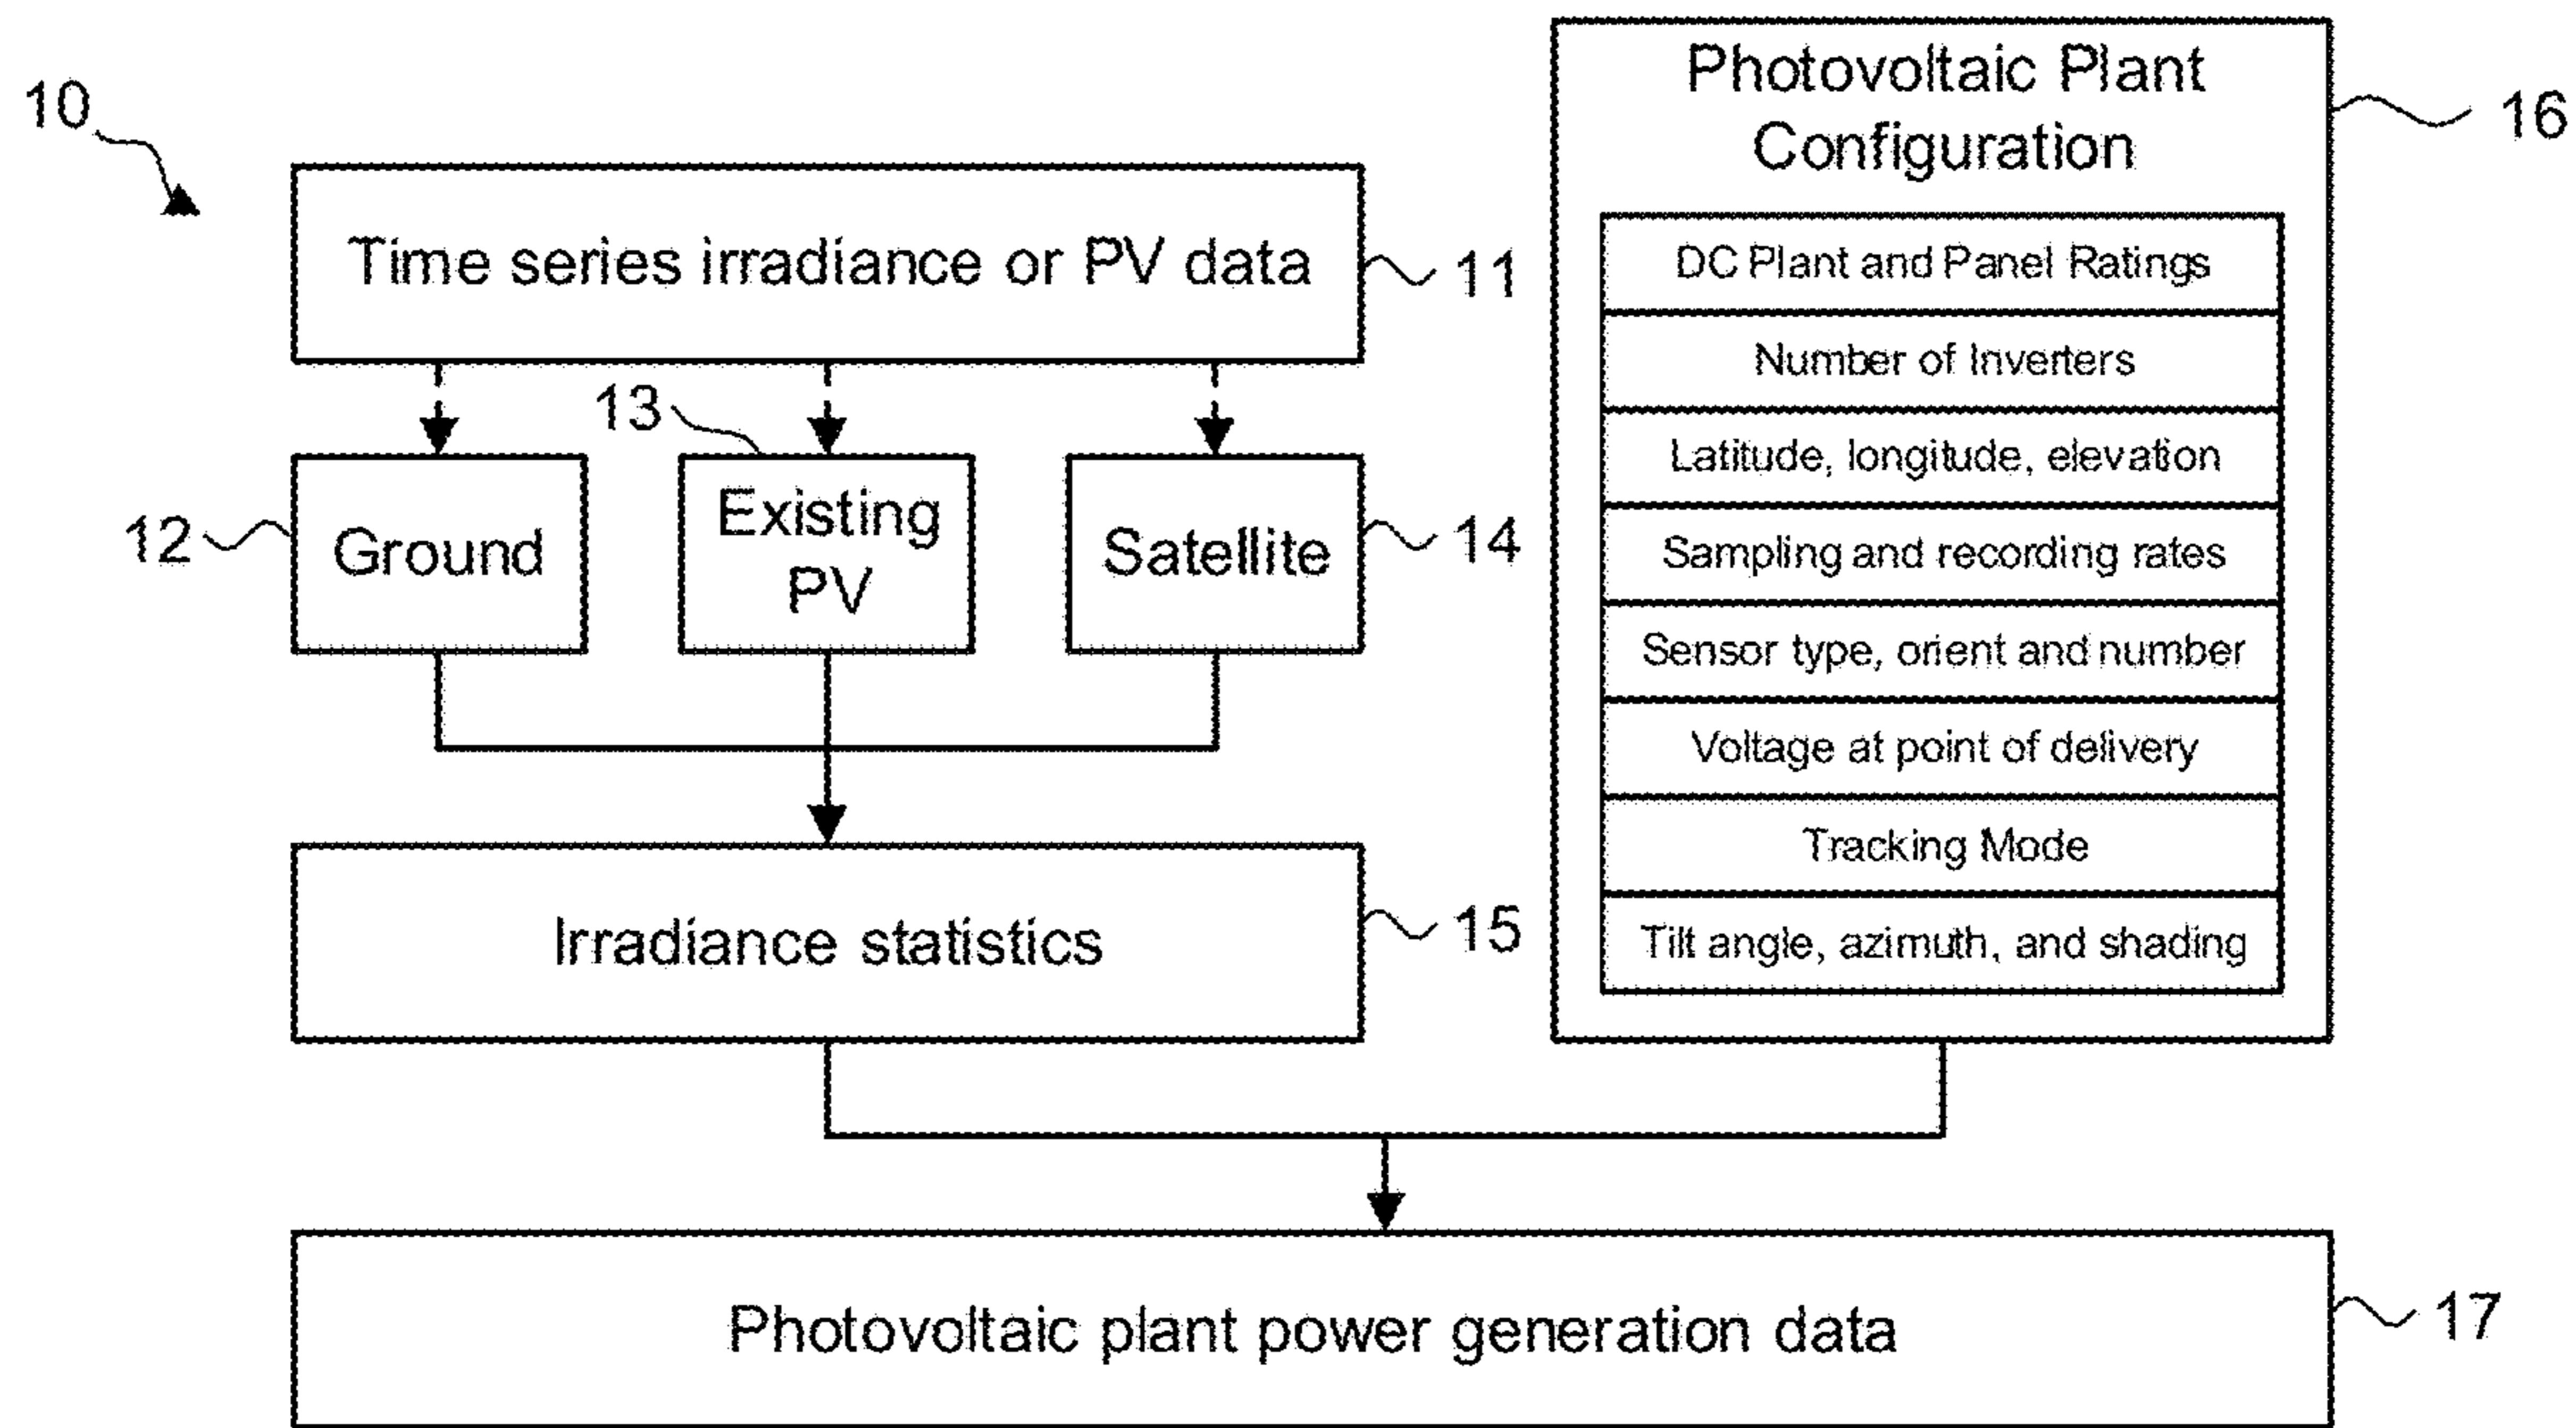 10
Time series irradiance or PV data
11
12
Ground
13
Existing
PV
Satellite
14
Irradiance statistics
15
Photovoltaic Plant
Configuration
16
DC Plant and Panel Ratings
Number of Inverters
Latitude, longitude, elevation
Sampling and recording rates
Sensor type, orient and number
Voltage at point of delivery
Tracking Mode
Tilt angle, azimuth, and shading
Photovoltaic plant power generation data
17